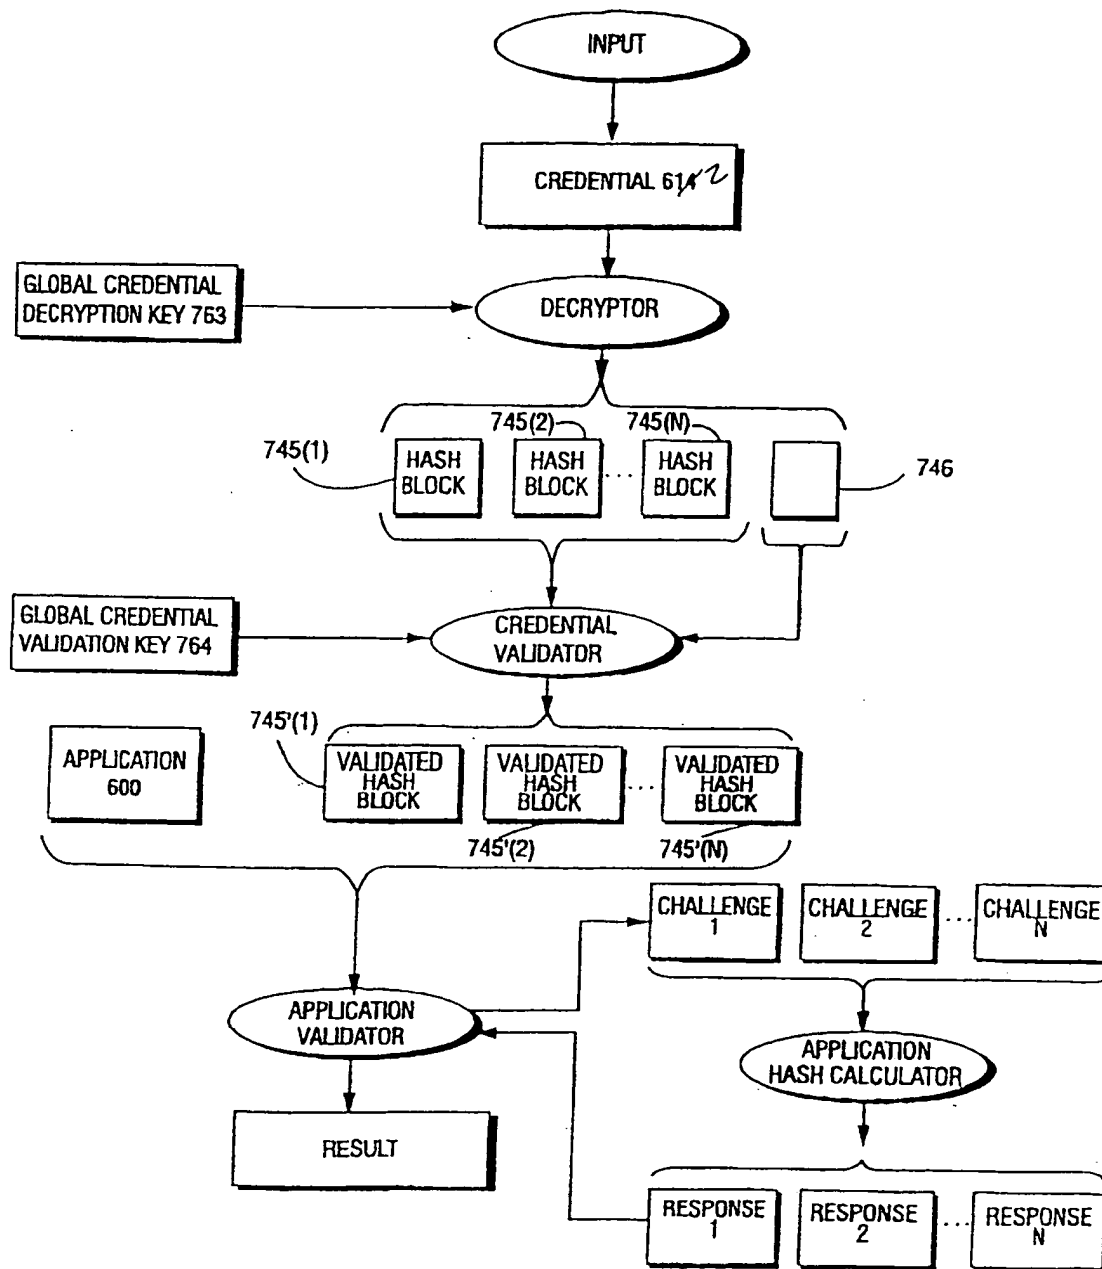 INPUT
CREDENTIAL 614 2
GLOBAL CREDENTIAL
DECRYPTION KEY 763
DECRYPTOR
745(1)
745(2)
745(N)
HASH
BLOCK
HASH
BLOCK
...
HASH
BLOCK
746
GLOBAL CREDENTIAL
VALIDATION KEY 764
CREDENTIAL
VALIDATOR
745'(1)
APPLICATION
600
VALIDATED
HASH
BLOCK
VALIDATED
HASH
BLOCK
...
VALIDATED
HASH
BLOCK
745'(2)
745'(N)
CHALLENGE
1
CHALLENGE
2
...
CHALLENGE
N
APPLICATION
VALIDATOR
APPLICATION
HASH CALCULATOR
RESULT
RESPONSE
1
RESPONSE
2
...
RESPONSE
N